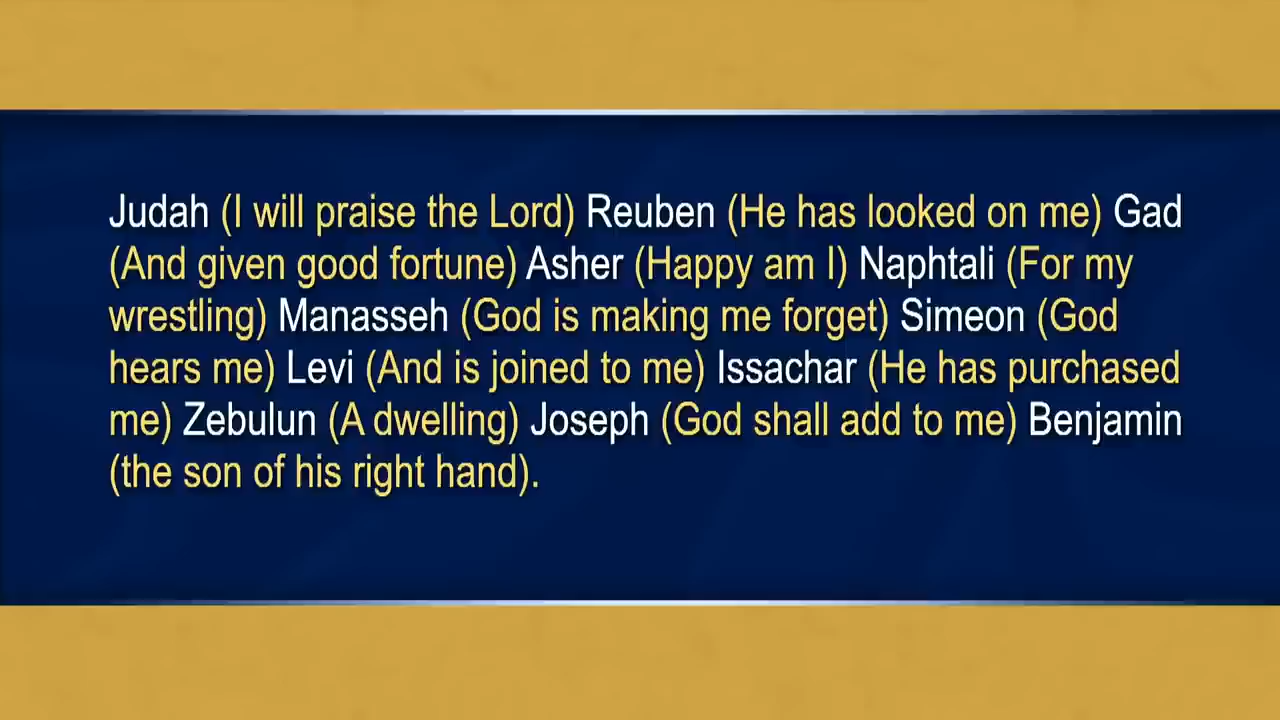 Judah (I will praise the Lord) Reuben (He has looked on me) Gad
(And given good fortune) Asher (Happy am I) Naphtali (For my
wrestling) Manasseh (God is making me forget) Simeon (God
hears me) Levi (And is joined to me) Issachar (He has purchased
me) Zebulun (A dwelling) Joseph (God shall add to me) Benjamin
(the son of his right hand).